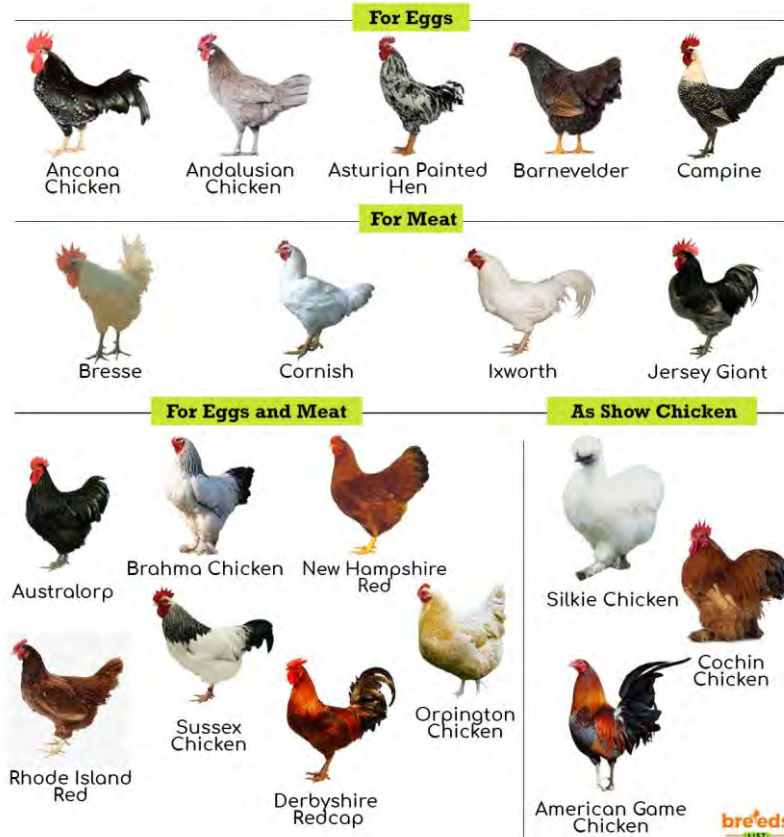 For Eggs
Ancona
Chicken
Andalusian
Chicken
Asturian Painted
Hen
Barnevelder
Campine
For Meat
Bresse
Cornish
Ixworth
Jersey Giant
For Eggs and Meat
Australorp
Brahma Chicken
New Hampshire
Red
Rhode Island
Red
Sussex
Chicken
Derbyshire
Redcap
Orpington
Chicken
As Show Chicken
Silkie Chicken
Cochin
Chicken
American Game
Chicken
breeds
LIST